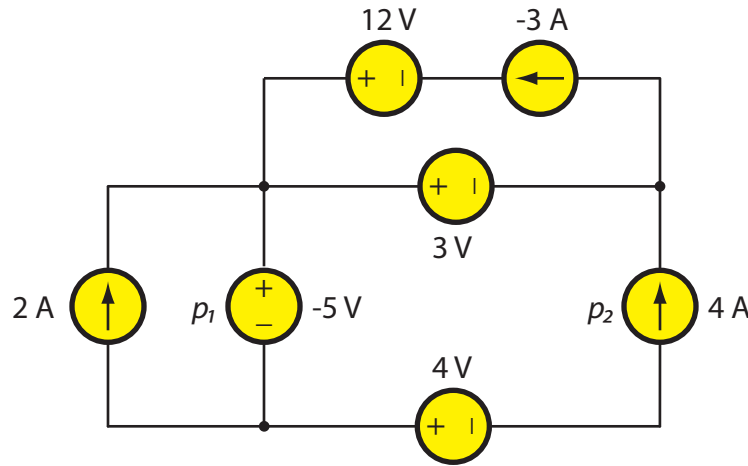 12 V
-3 A
+ –
+ –
3 V
2 A
p₁
+
–
-5 V
p₂
4 A
4 V
+ –